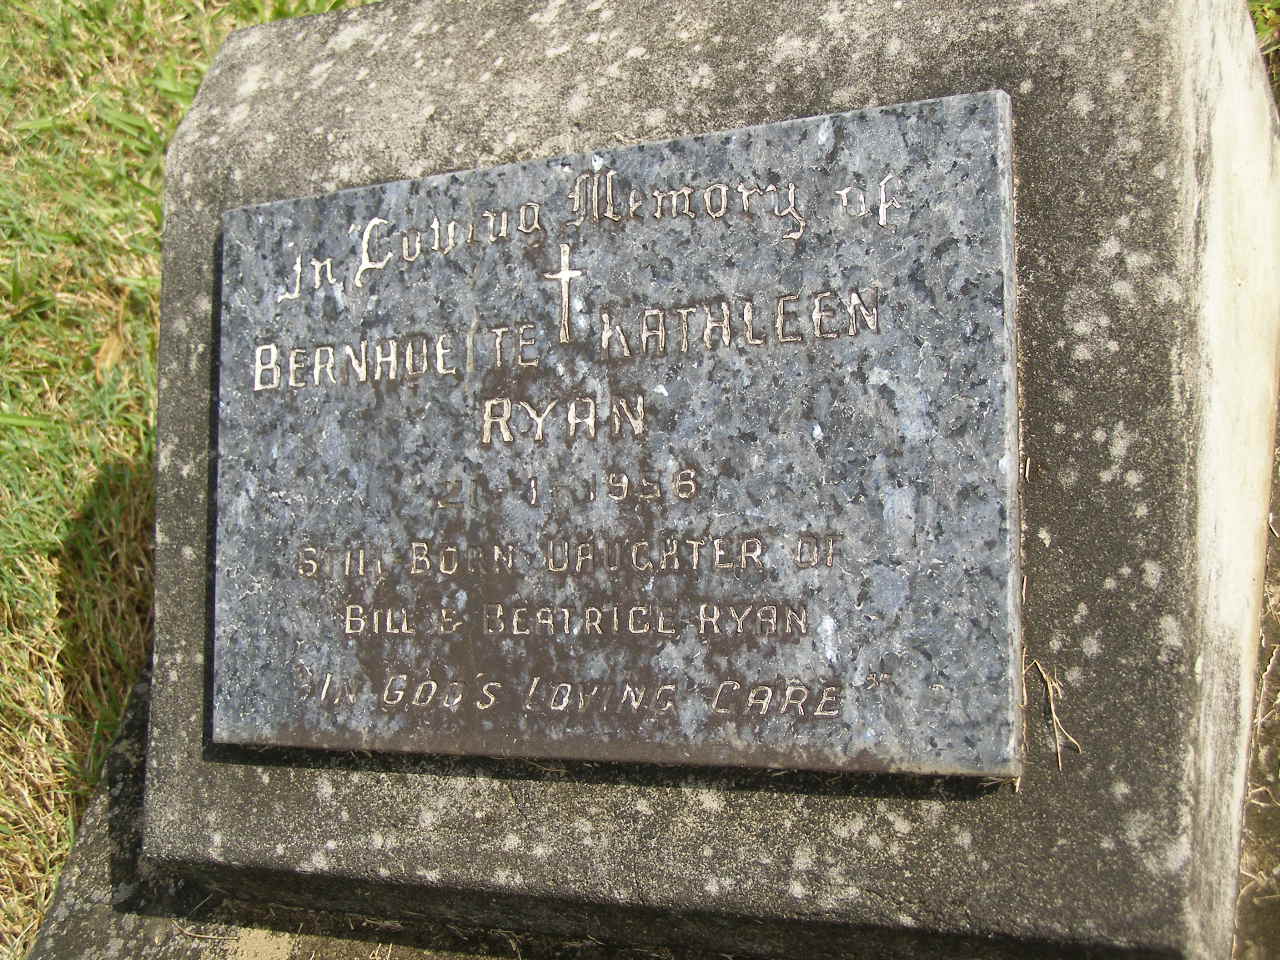 In Loving Memory of
BERNADETTE KATHLEEN
RYAN
21-1-1956
STILL BORN DAUGHTER OF
BILL & BEATRICE RYAN
"IN GOD'S LOVING CARE"